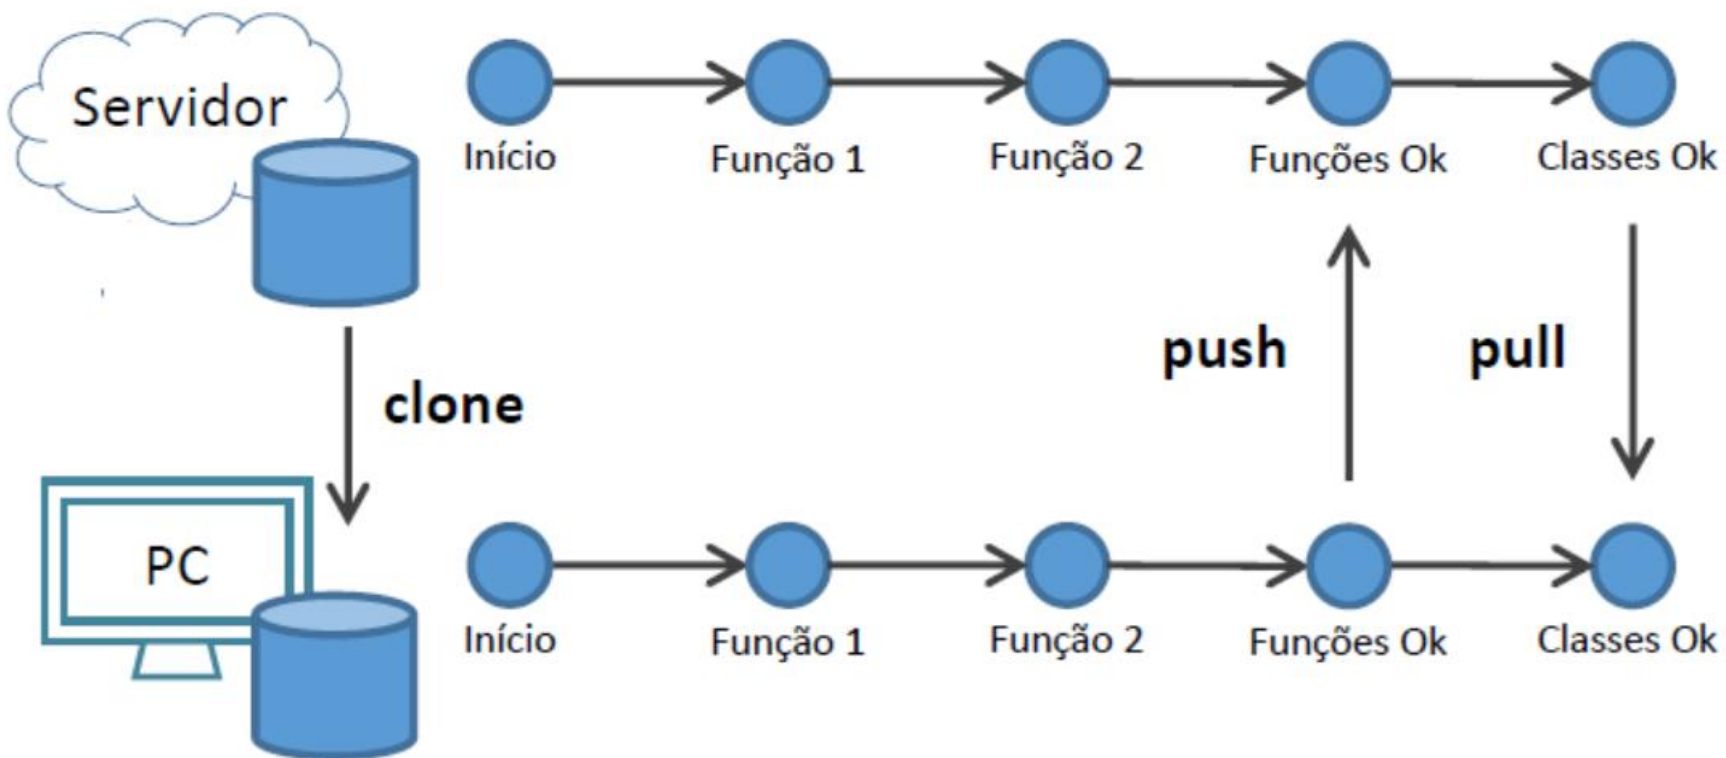 Servidor
Início
Função 1
Função 2
Funções Ok
Classes Ok
clone
push
pull
PC
Início
Função 1
Função 2
Funções Ok
Classes Ok